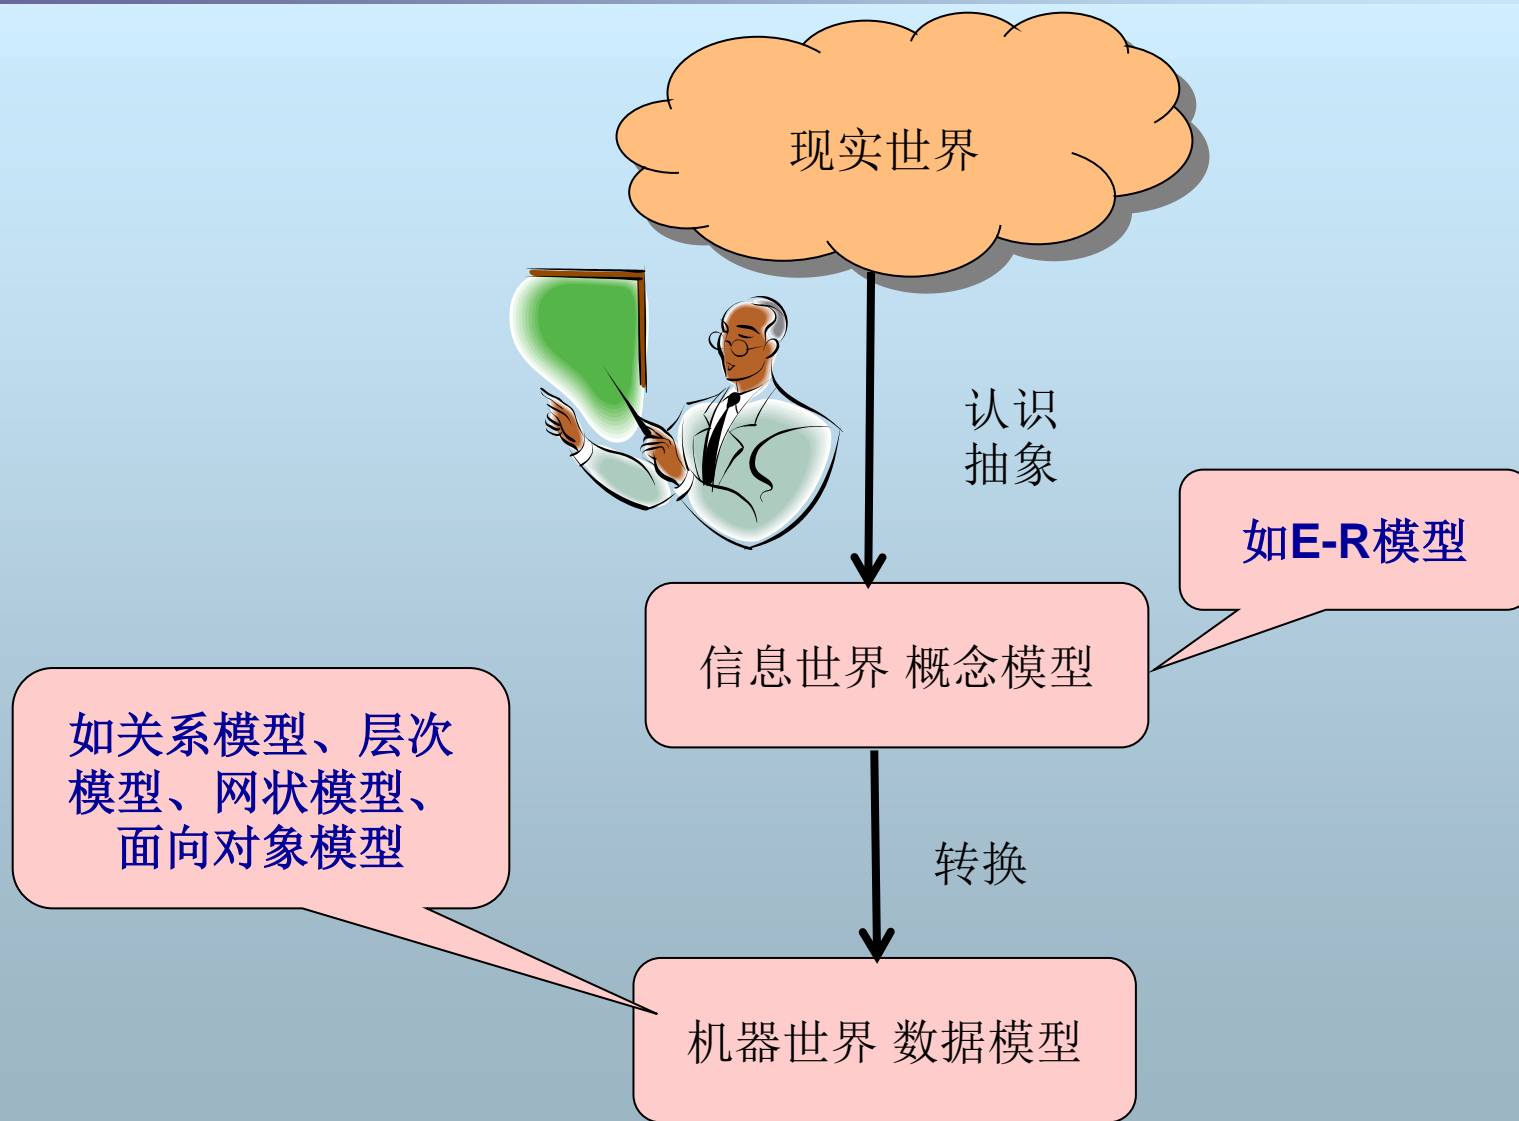 现实世界
认识
抽象
如E-R模型
信息世界 概念模型
如关系模型、层次
模型、网状模型、
面向对象模型
转换
机器世界 数据模型